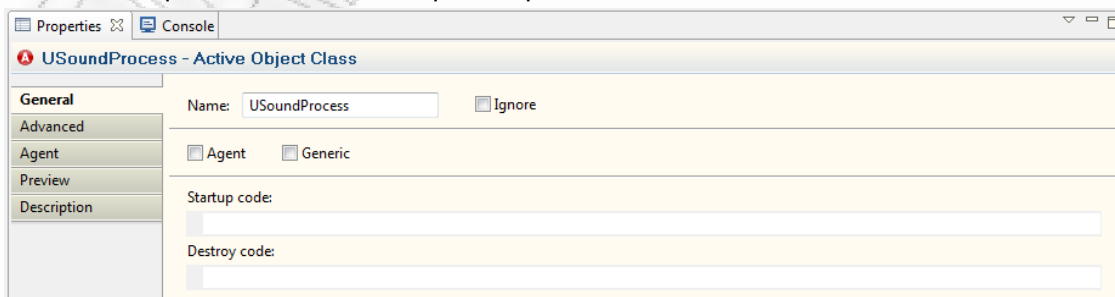 Properties Console
USoundProcess - Active Object Class
General
Name: USoundProcess Ignore
Advanced
Agent
Agent Generic
Preview
Startup code:
Description
Destroy code: